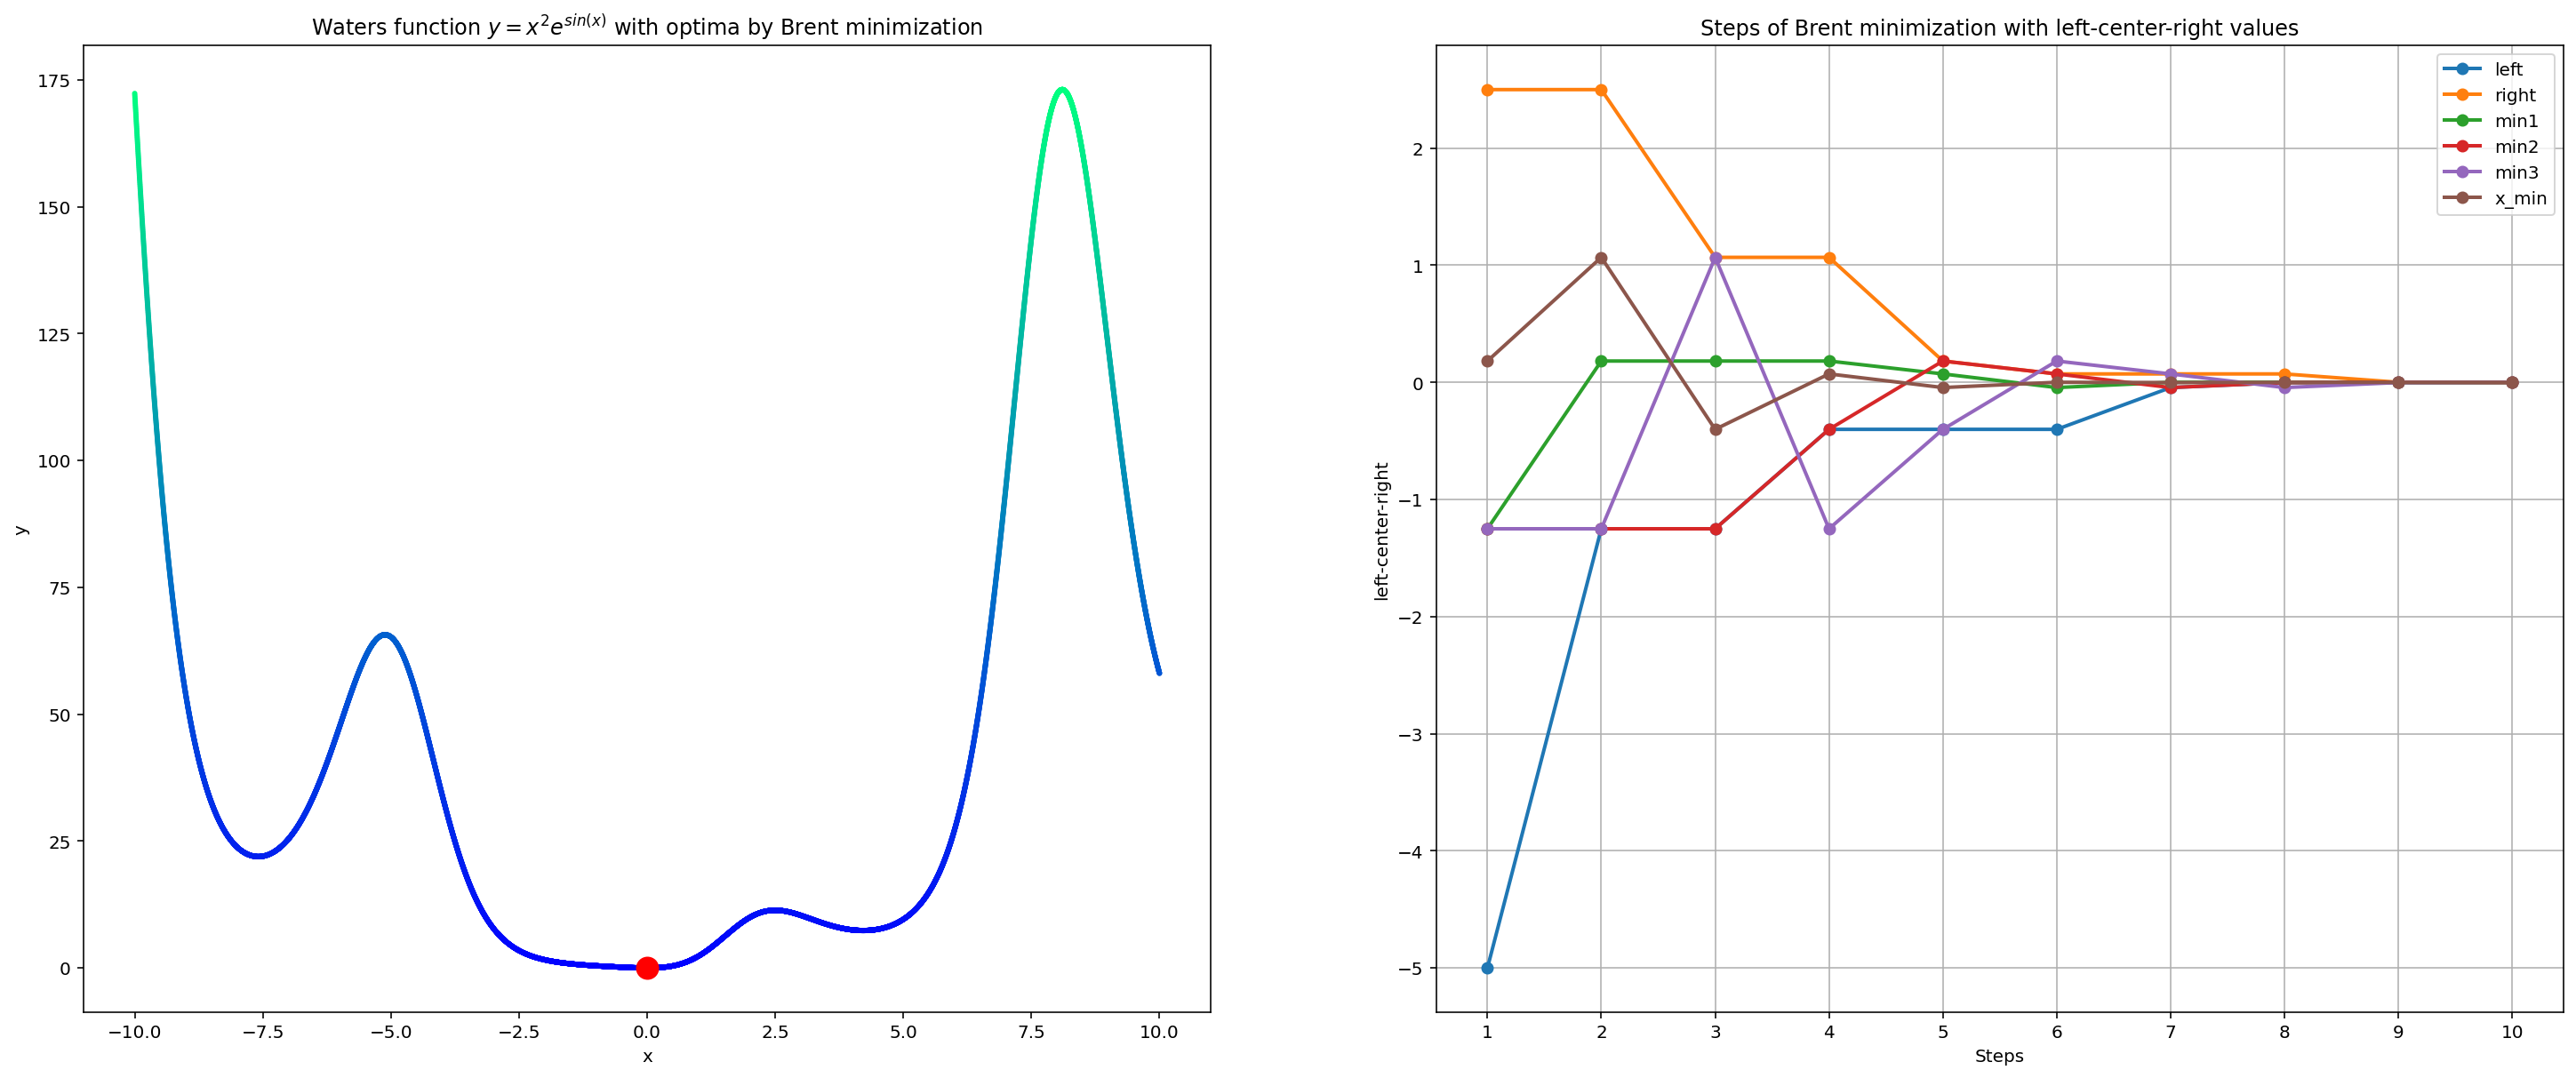 Waters function $y = x^2e^{sin(x)}$ with optima by Brent minimization
175
150
125
100
75
50
25
0
y
−10.0 −7.5 −5.0 −2.5 0.0 2.5 5.0 7.5 10.0
x
Steps of Brent minimization with left-center-right values
left
right
min1
min2
min3
x_min
2
1
0
−1
−2
−3
−4
−5
left-center-right
1 2 3 4 5 6 7 8 9 10
Steps